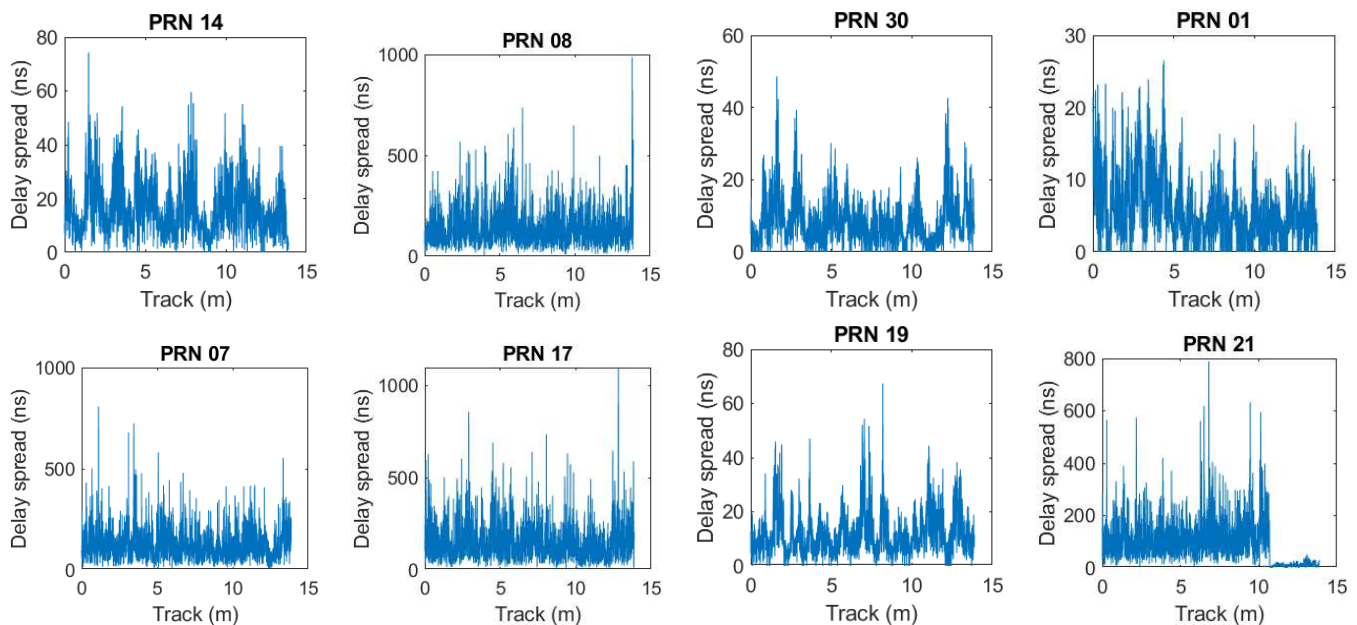 PRN 14
80
60
40
20
0
Delay spread (ns)
0 5 10 15
Track (m)
PRN 08
1000
500
0
Delay spread (ns)
0 5 10 15
Track (m)
PRN 30
60
40
20
0
Delay spread (ns)
0 5 10 15
Track (m)
PRN 01
30
20
10
0
Delay spread (ns)
0 5 10 15
Track (m)
PRN 07
1000
500
0
Delay spread (ns)
0 5 10 15
Track (m)
PRN 17
1000
500
0
Delay spread (ns)
0 5 10 15
Track (m)
PRN 19
80
60
40
20
0
Delay spread (ns)
0 5 10 15
Track (m)
PRN 21
800
600
400
200
0
Delay spread (ns)
0 5 10 15
Track (m)